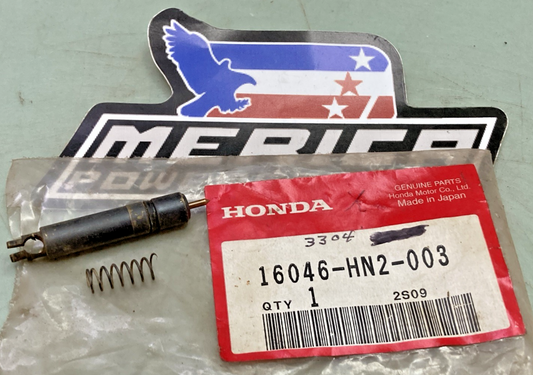 MERICA
HONDA
GENUINE PARTS
Honda Motor Co., Ltd.
Made in Japan
3304
16046-HN2-003
QTY 1 2S09